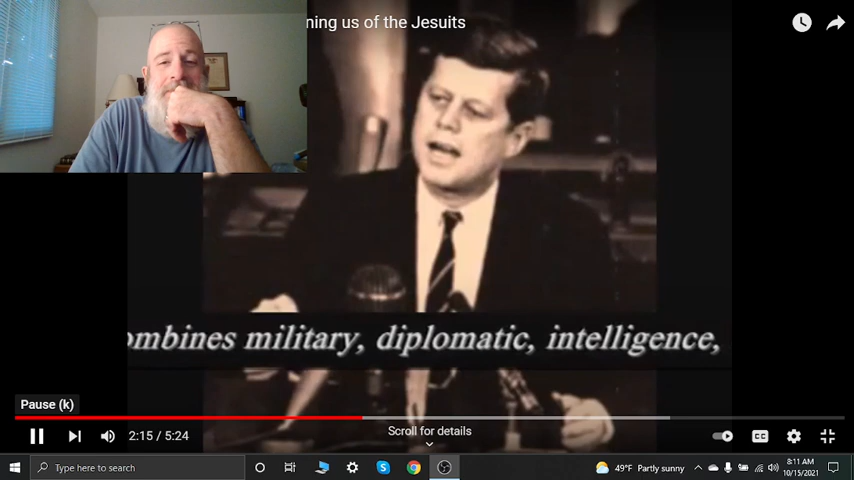 ning us of the Jesuits
ombines military, diplomatic, intelligence,
Pause (k)
2:15 / 5:24
Scroll for details
CC
Type here to search
49°F Partly sunny
8:11 AM
10/15/2021